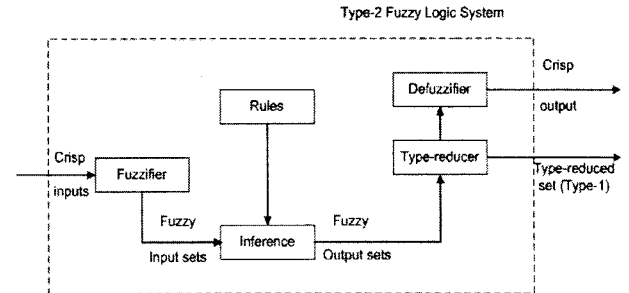 Type-2 Fuzzy Logic System
Crisp
output
Defuzzifier
Rules
Type-reducer
Type-reduced
set (Type-1)
Crisp
inputs
Fuzzifier
Fuzzy
Input sets
Inference
Fuzzy
Output sets